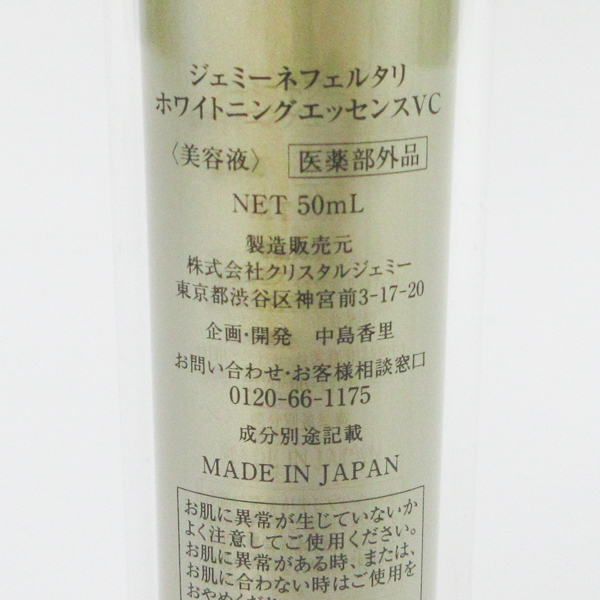 ジェミーネフェルタリ
ホワイトニングエッセンスVC
〈美容液〉 医薬部外品
NET 50mL
製造販売元
株式会社クリスタルジェミー
東京都渋谷区神宮前3-17-20
企画・開発 中島香里
お問い合わせ・お客様相談窓口
0120-66-1175
成分別途記載
MADE IN JAPAN
お肌に異常が生じていないか
よく注意してご使用ください。
お肌に異常がある時、または、
お肌に合わない時はご使用を
おやめくだ